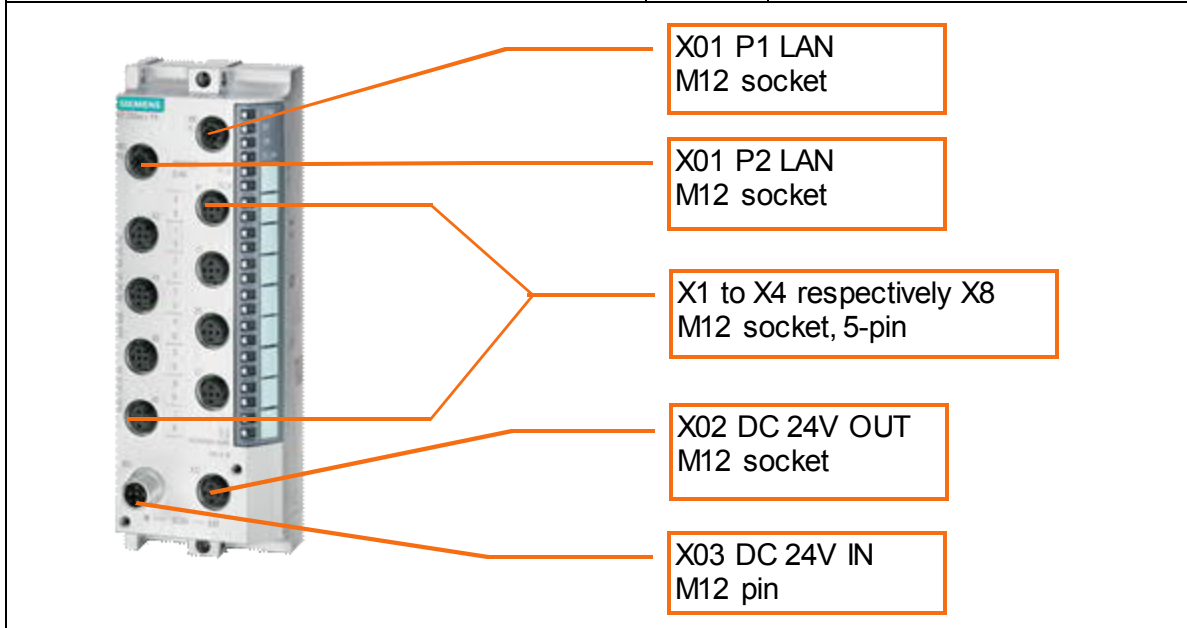 X01 P1 LAN
M12 socket
SIEMENS
X01 P2 LAN
M12 socket
X1 to X4 respectively X8
M12 socket, 5-pin
X02 DC 24V OUT
M12 socket
X03 DC 24V IN
M12 pin